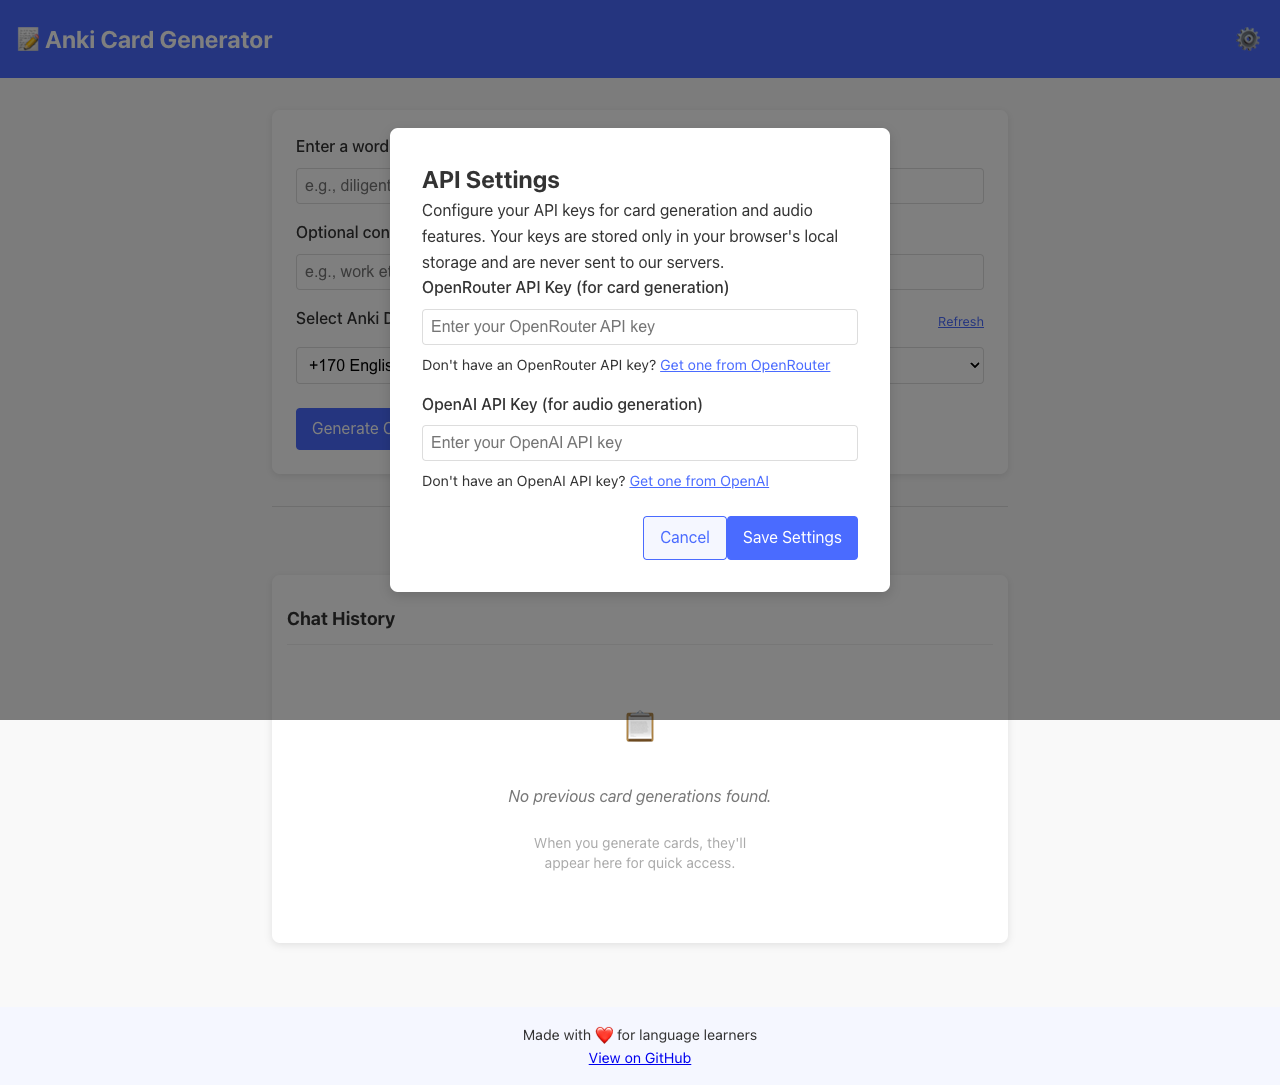 Anki Card Generator
Enter a word
e.g., diligent
Optional con
e.g., work et
Select Anki D
Refresh
+170 Englis
Generate C
API Settings
Configure your API keys for card generation and audio
features. Your keys are stored only in your browser's local
storage and are never sent to our servers.
OpenRouter API Key (for card generation)
Enter your OpenRouter API key
Don't have an OpenRouter API key? Get one from OpenRouter
OpenAI API Key (for audio generation)
Enter your OpenAI API key
Don't have an OpenAI API key? Get one from OpenAI
Cancel
Save Settings
Chat History
No previous card generations found.
When you generate cards, they'll
appear here for quick access.
Made with ❤️ for language learners
View on GitHub